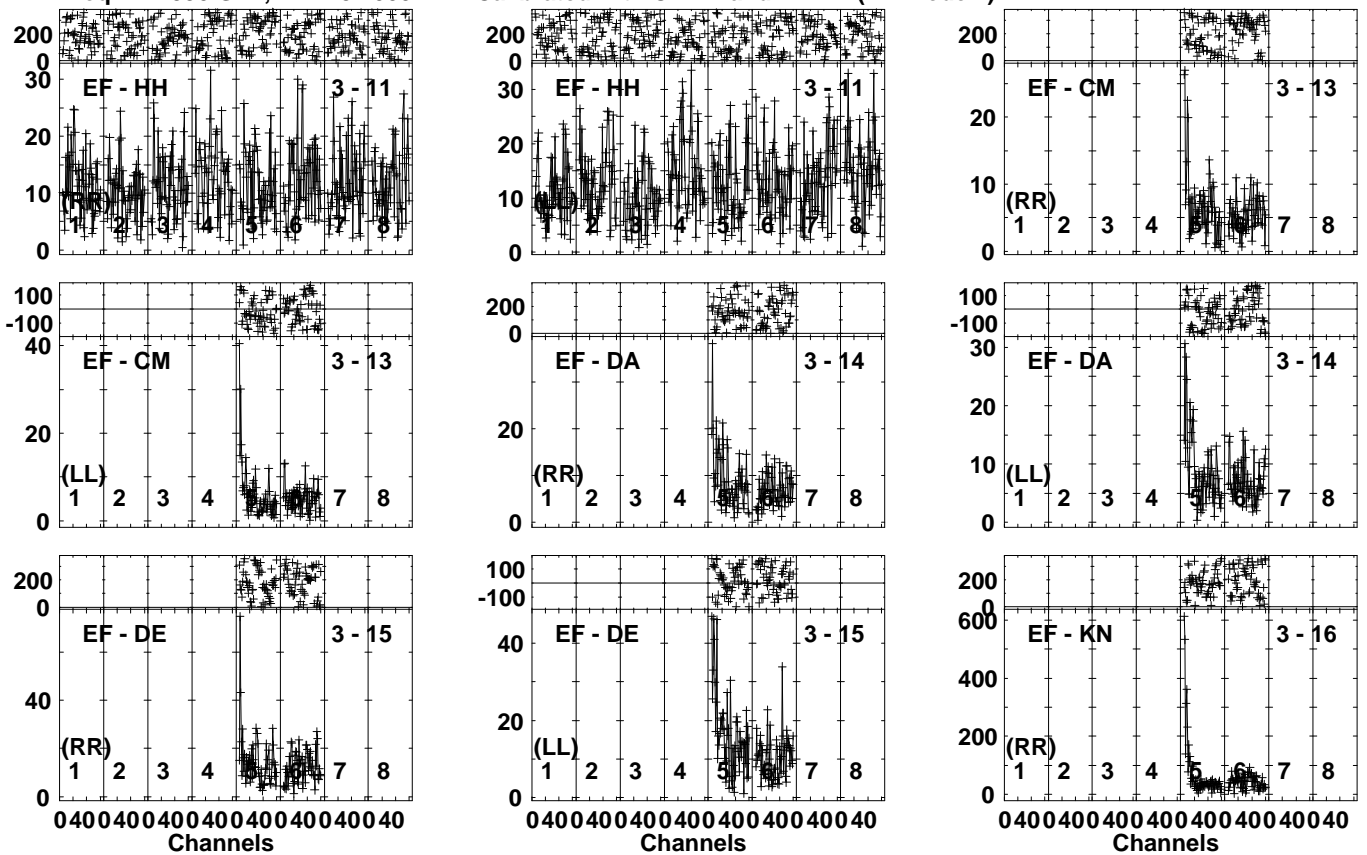 200 200 200
0 0 0
30 EF - HH 3 - 11 30 EF - HH 3 - 11 EF - CM 3 - 13
20 20 20
10 10 10
(RR) (LL) (RR)
1 2 3 4 5 6 7 8 1 2 3 4 5 6 7 8 1 2 3 4 5 6 7 8
0 0 0
100 200 100
-100 0 -100
40 EF - CM 3 - 13 EF - DA 3 - 14 30 EF - DA 3 - 14
20 20 20
10
(LL) (RR) (LL)
1 2 3 4 5 6 7 8 1 2 3 4 5 6 7 8 1 2 3 4 5 6 7 8
0 0 0
200 100 200
0 -100 0
EF - DE 3 - 15 40 EF - DE 3 - 15 600 EF - KN 3 - 16
40 20 400
200
(RR) (LL) (RR)
1 2 3 4 5 6 7 8 1 2 3 4 5 6 7 8 1 2 3 4 5 6 7 8
0 0 0
0 40 0 40 0 40 0 40 0 40 0 40 0 40 0 40 0 40 0 40 0 40 0 40 0 40 0 40 0 40 0 40 0 40 0 40 0 40 0 40 0 40 0 40 0 40 0 40
Channels Channels Channels